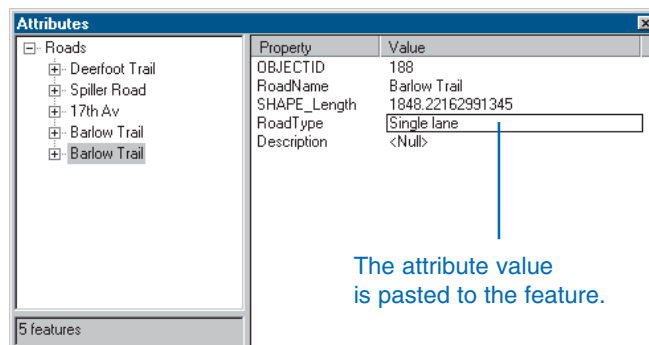 Attributes
Roads
Deerfoot Trail
Spiller Road
17th Av
Barlow Trail
Barlow Trail
5 features
Property Value
OBJECTID 188
RoadName Barlow Trail
SHAPE_Length 1848.22162991345
RoadType Single lane
Description <Null>
The attribute value
is pasted to the feature.